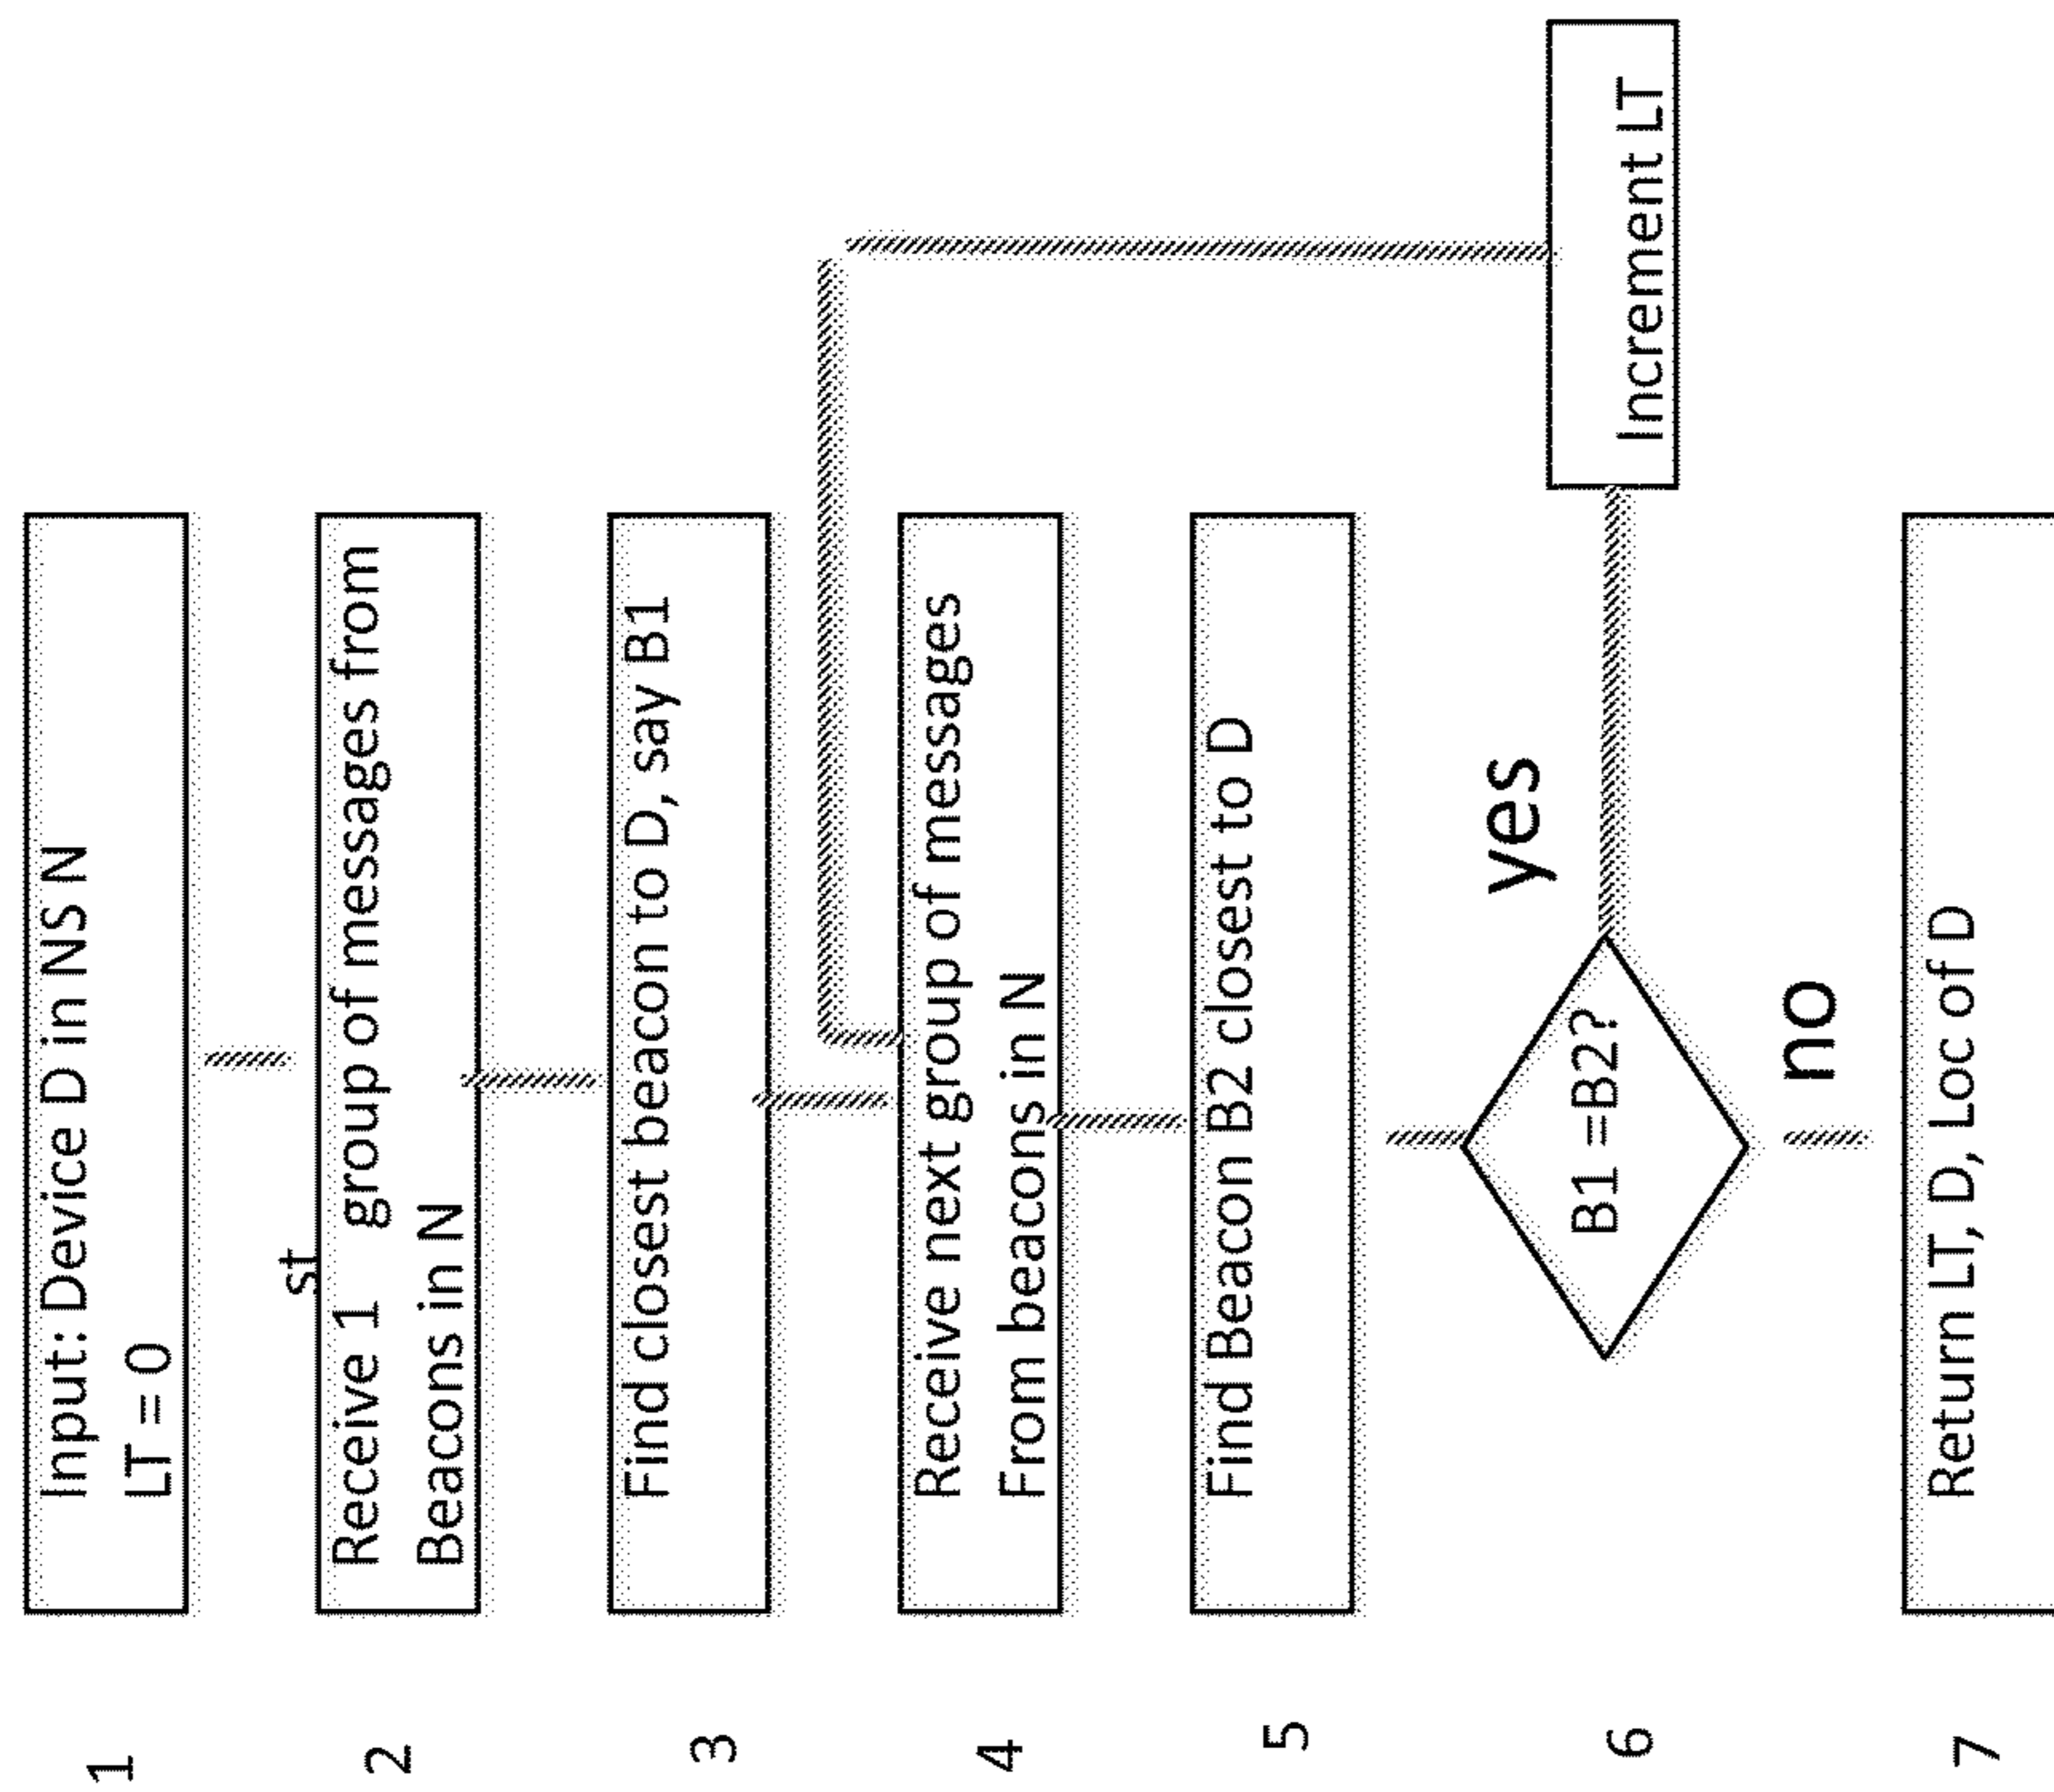 1
Input: Device D in NS N
LT = 0
2
Receive 1st group of messages from
Beacons in N
3
Find closest beacon to D, say B1
4
Receive next group of messages
From beacons in N
5
Find Beacon B2 closest to D
6
B1 =B2?
yes
Increment LT
no
7
Return LT, D, Loc of D